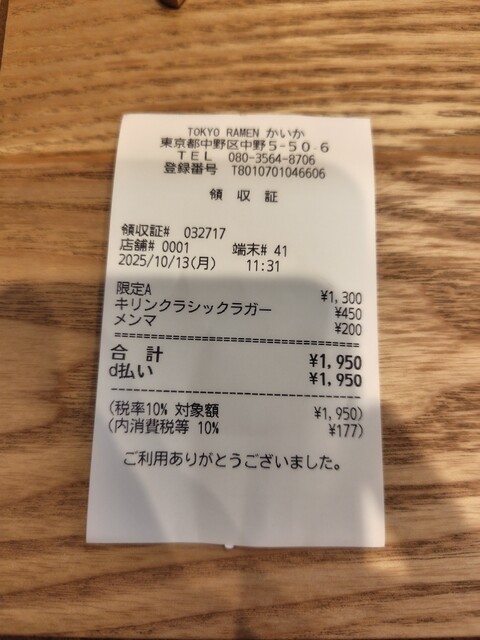 TOKYO RAMEN かいか
東京都中野区中野5-50-6
TEL 080-3564-8706
登録番号 T8010701046606
領 収 証
領収証# 032717
店舗# 0001 端末# 41
2025/10/13(月) 11:31
限定A ¥1,300
キリンクラシックラガー ¥450
メンマ ¥200
合 計 ¥1,950
d払い ¥1,950
(税率10% 対象額 ¥1,950)
(内消費税等 10% ¥177)
ご利用ありがとうございました。